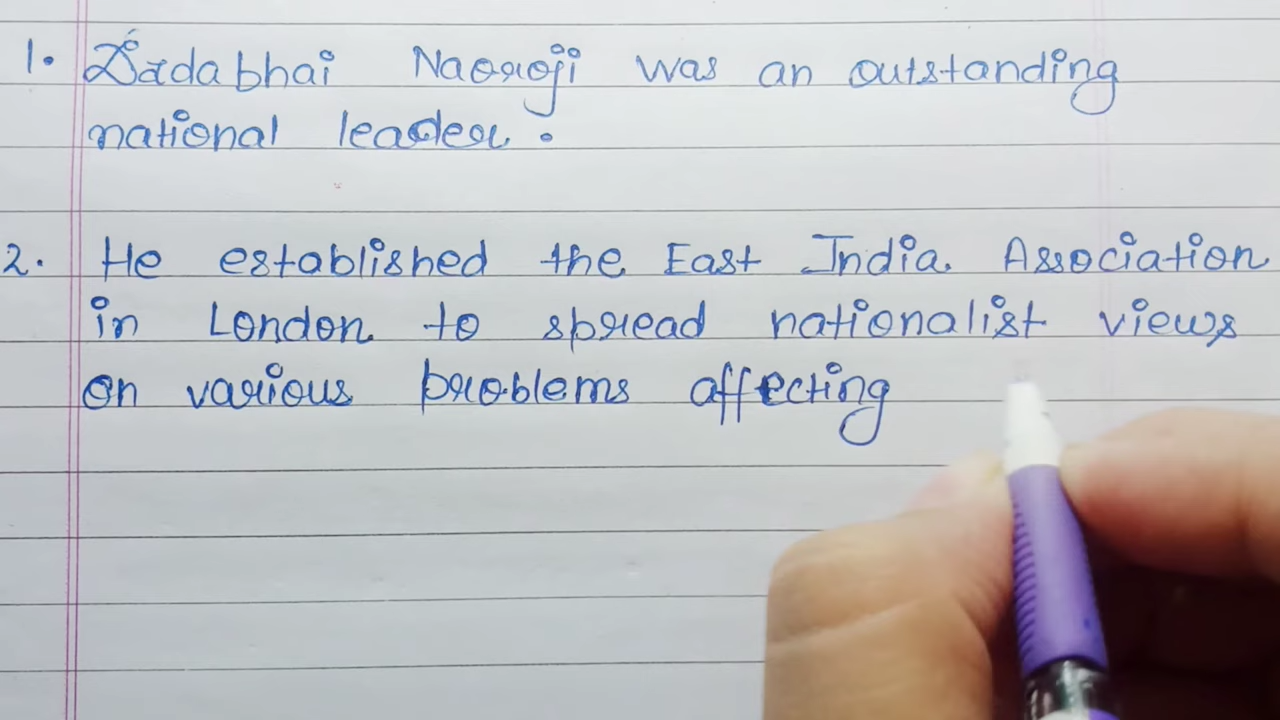 1. Dadabhai Naoroji was an outstanding
national leader.
2. He established the East India Association
in London to spread nationalist views
on various problems affecting